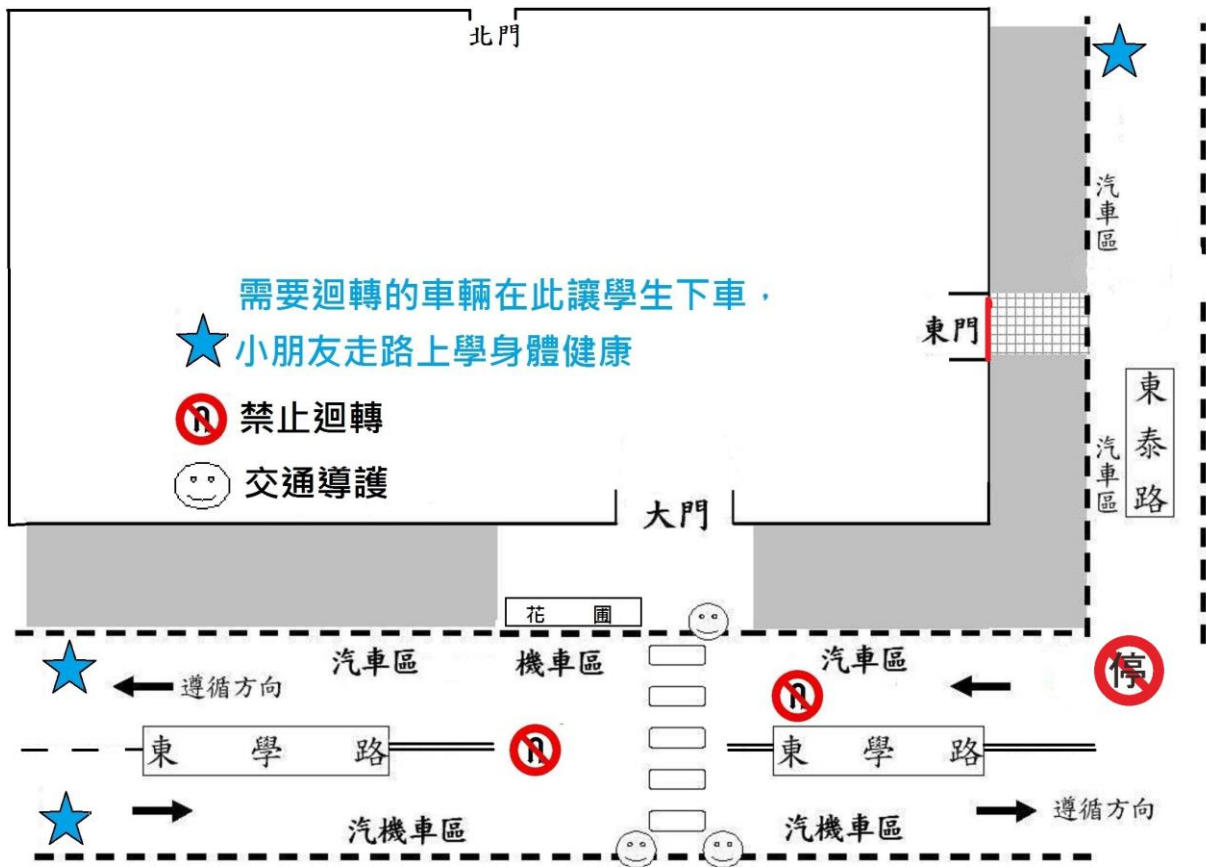 北門
汽車區
需要迴轉的車輛在此讓學生下車，
小朋友走路上學身體健康
東門
禁止迴轉
東泰路
汽車區
交通導護
大門
花 圃
汽車區
機車區
汽車區
停
遵循方向
東 學 路
東 學 路
遵循方向
汽機車區
汽機車區